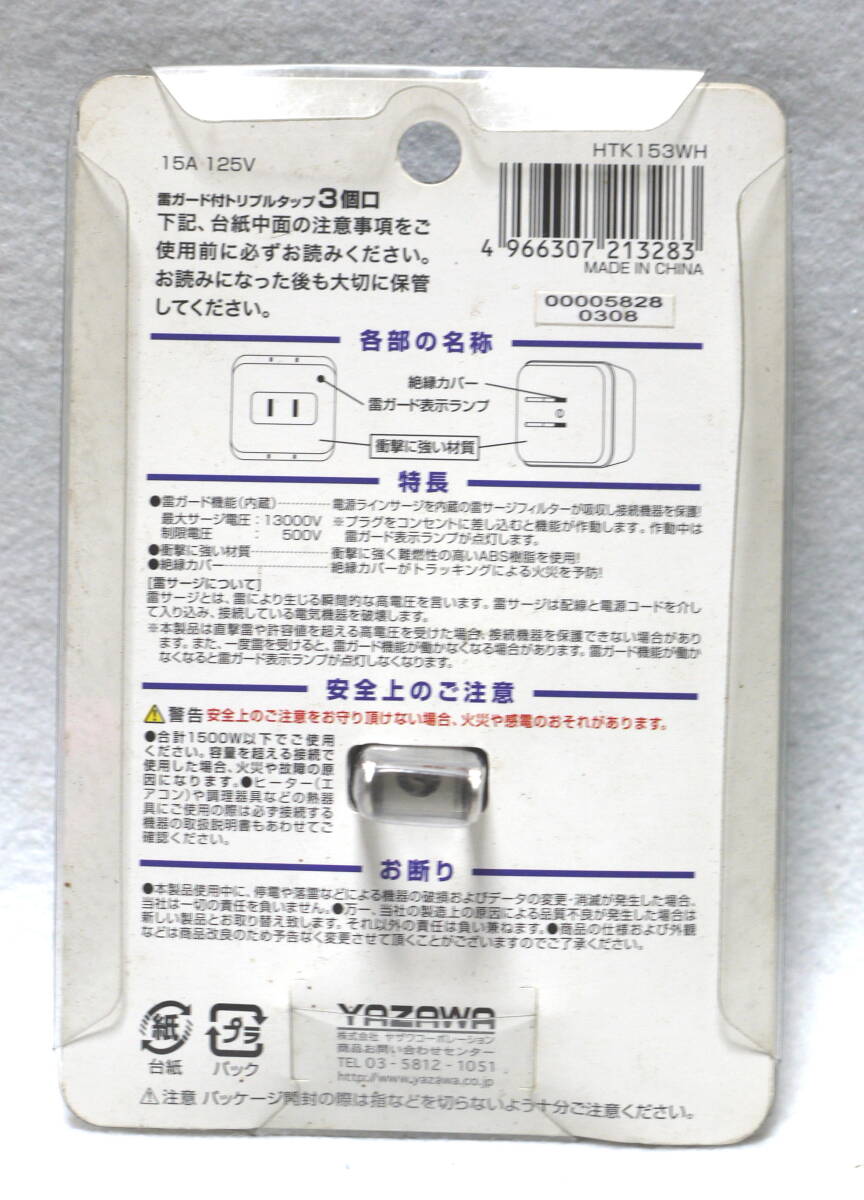 15A 125V
HTK153WH
雷ガード付トリプルタップ3個口
下記、台紙中面の注意事項をご
使用前に必ずお読みください。
お読みになった後も大切に保管
してください。
4 966307 213283
MADE IN CHINA
00005828
0308
各部の名称
絶縁カバー
雷ガード表示ランプ
衝撃に強い材質
特長
●雷ガード機能(内蔵)----------電源ラインサージを内蔵の雷サージフィルターが吸収し接続機器を保護!
最大サージ電圧：13000V ※プラグをコンセントに差し込むと機能が作動します。作動中は
制限電圧　：　500V 雷ガード表示ランプが点灯します。
●衝撃に強い材質----------衝撃に強く難燃性の高いABS樹脂を使用!
●絶縁カバー----------絶縁カバーがトラッキングによる火災を予防!
[雷サージについて]
雷サージとは、雷により生じる瞬間的な高電圧を言います。雷サージは配線と電源コードを介し
て入り込み、接続している電気機器を破壊します。
※本製品は直撃雷や許容値を超える高電圧を受けた場合、接続機器を保護できない場合があり
ます。また、一度雷を受けると、雷ガード機能が働かなくなる場合があります。雷ガード機能が働か
なくなると雷ガード表示ランプが点灯しなくなります。
安全上のご注意
⚠警告 安全上のご注意をお守り頂けない場合、火災や感電のおそれがあります。
●合計1500W以下でご使用
ください。容量を超える接続で
使用した場合、火災や故障の原
因になります。●ヒーター(エ
アコン)や調理器具などの熱器
具にご使用の際は必ず接続する
機器の取扱説明書もあわせてご
確認ください。
お断り
●本製品使用中に、停電や落雷などによる機器の破損およびデータの変更・消滅が発生した場合、
当社は一切の責任を負いません。●万一、当社の製造上の原因による品質不良が発生した場合は
新しい製品とお取り替え致します。それ以外の責任は負い兼ねます。●商品の仕様および外観
などは商品改良のため予告なく変更させて頂くことがございますのでご了承ください。
紙
台紙
プラ
パック
YAZAWA
株式会社 ヤザワコーポレーション
商品お問い合わせセンター
TEL 03-5812-1051
http://www.yazawa.co.jp
⚠注意 パッケージ開封の際は指などを切らないよう十分ご注意ください。